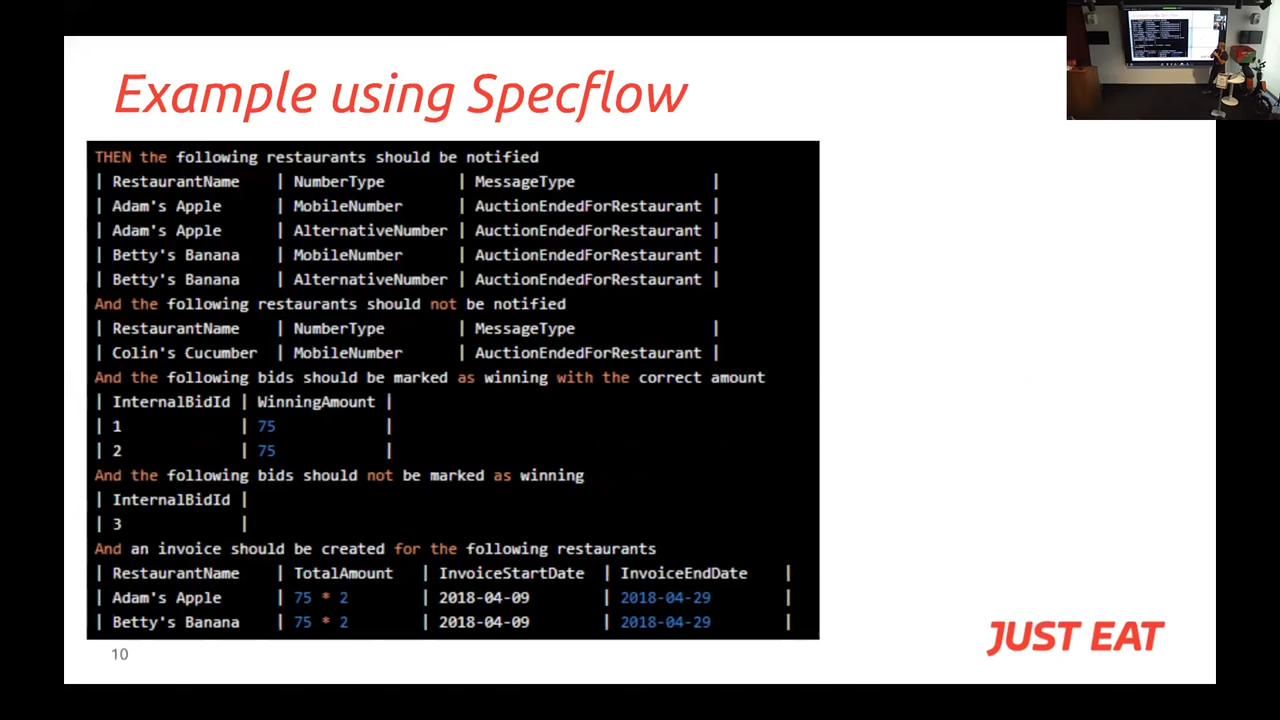 Example using Specflow
THEN the following restaurants should be notified
| RestaurantName | NumberType | MessageType |
| Adam's Apple | MobileNumber | AuctionEndedForRestaurant |
| Adam's Apple | AlternativeNumber | AuctionEndedForRestaurant |
| Betty's Banana | MobileNumber | AuctionEndedForRestaurant |
| Betty's Banana | AlternativeNumber | AuctionEndedForRestaurant |
And the following restaurants should not be notified
| RestaurantName | NumberType | MessageType |
| Colin's Cucumber | MobileNumber | AuctionEndedForRestaurant |
And the following bids should be marked as winning with the correct amount
| InternalBidId | WinningAmount |
| 1 | 75 |
| 2 | 75 |
And the following bids should not be marked as winning
| InternalBidId |
| 3 |
And an invoice should be created for the following restaurants
| RestaurantName | TotalAmount | InvoiceStartDate | InvoiceEndDate |
| Adam's Apple | 75 * 2 | 2018-04-09 | 2018-04-29 |
| Betty's Banana | 75 * 2 | 2018-04-09 | 2018-04-29 |
10
JUST EAT